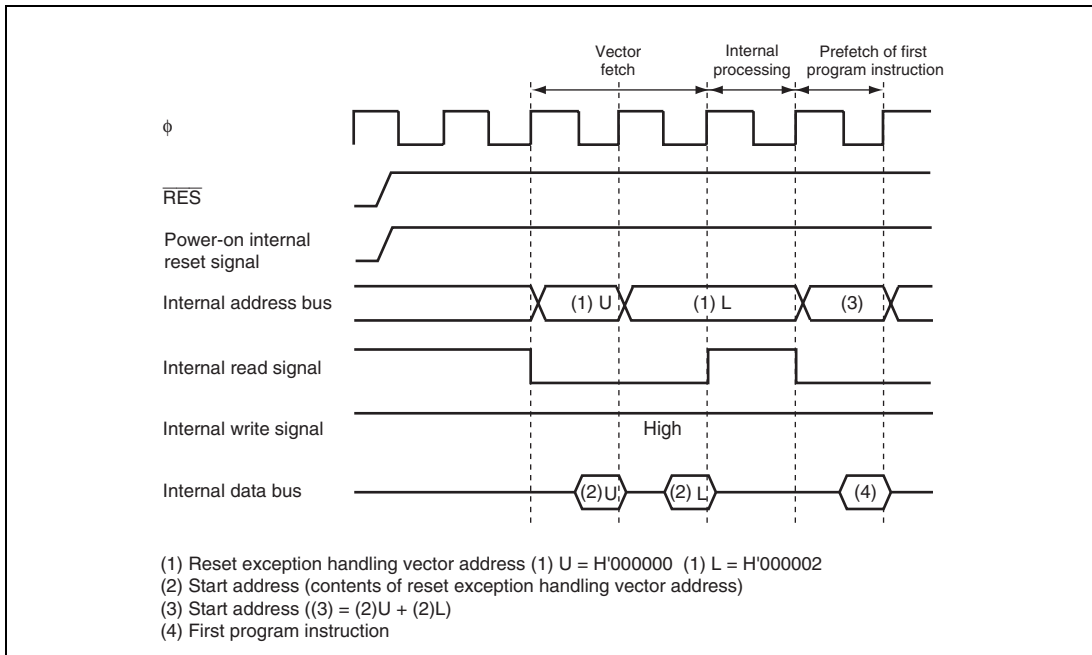 Vector
fetch
Internal
processing
Prefetch of first
program instruction
ϕ
RES
Power-on internal
reset signal
Internal address bus
(1) U
(1) L
(3)
Internal read signal
Internal write signal
High
Internal data bus
(2)U
(2) L
(4)
(1) Reset exception handling vector address (1) U = H'000000 (1) L = H'000002
(2) Start address (contents of reset exception handling vector address)
(3) Start address ((3) = (2)U + (2)L)
(4) First program instruction